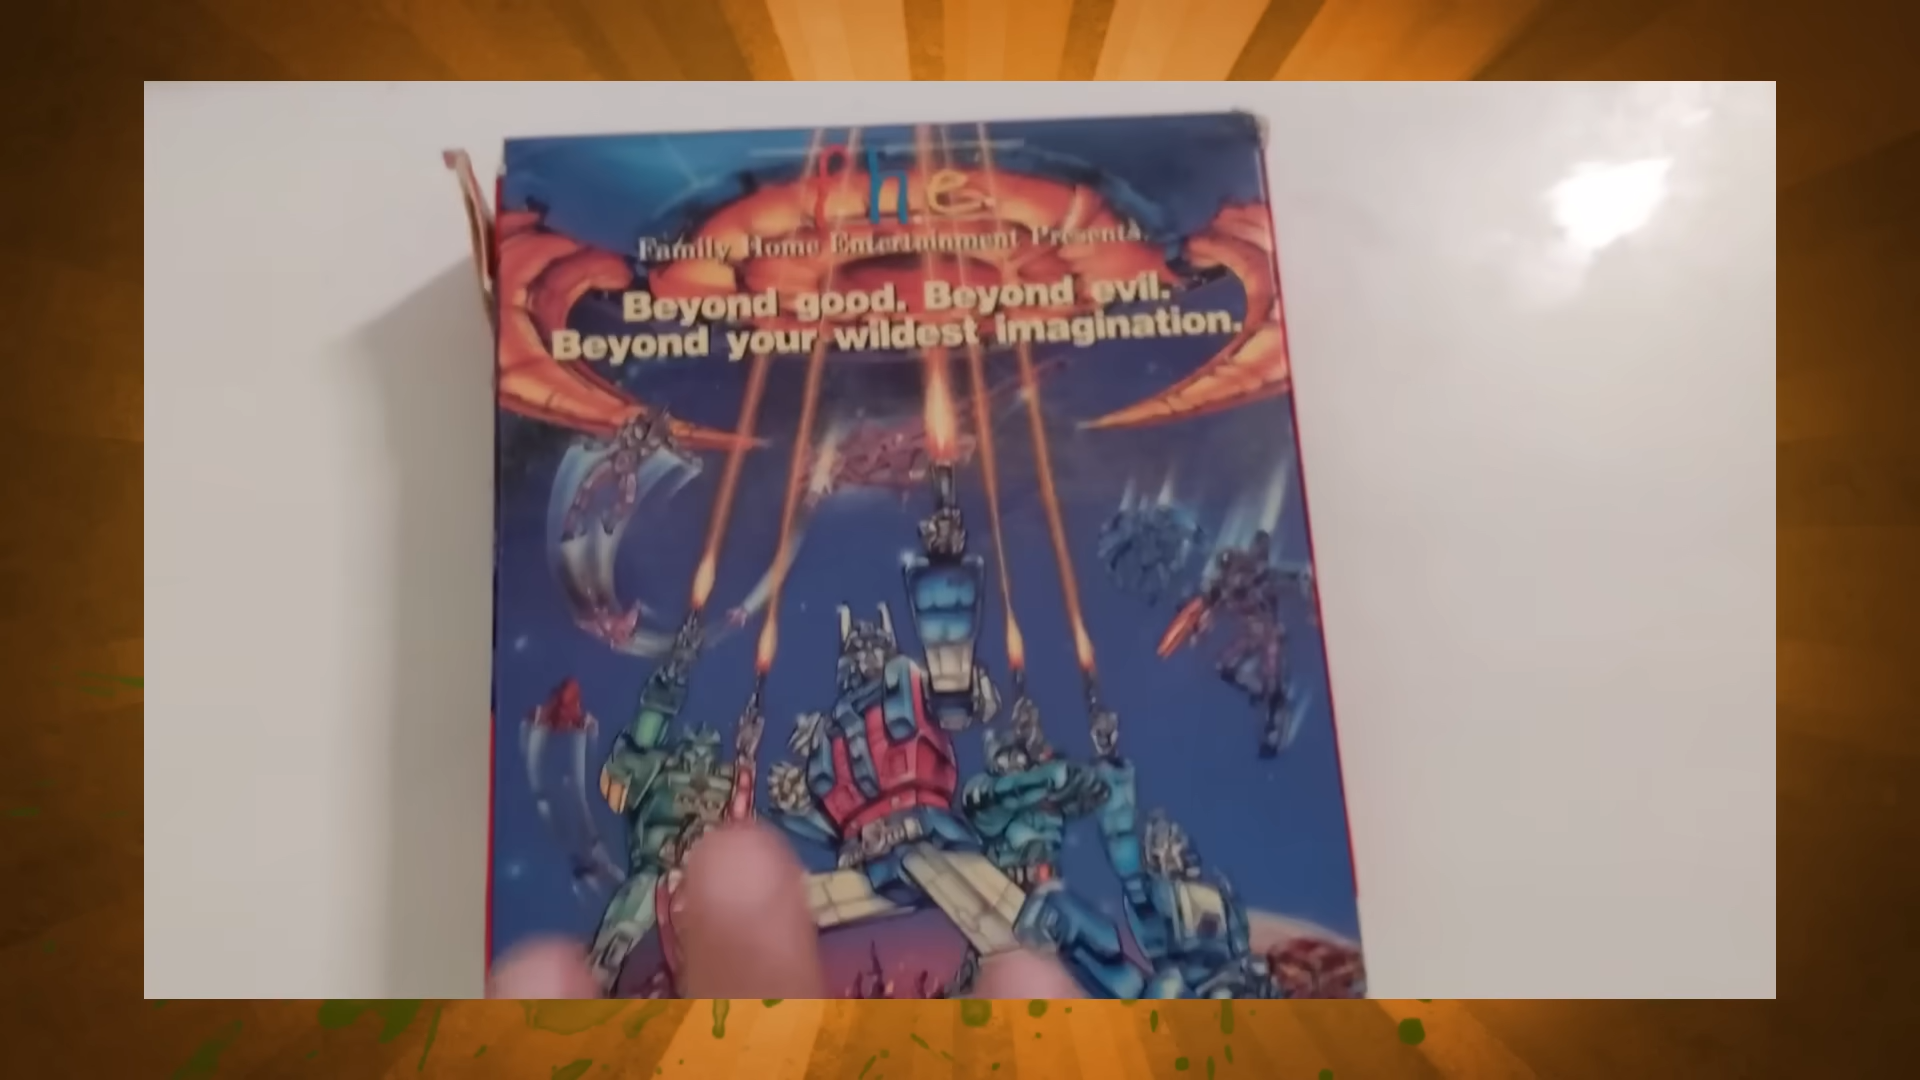 f.h.e.
Family Home Entertainment Presents
Beyond good. Beyond evil.
Beyond your wildest imagination.